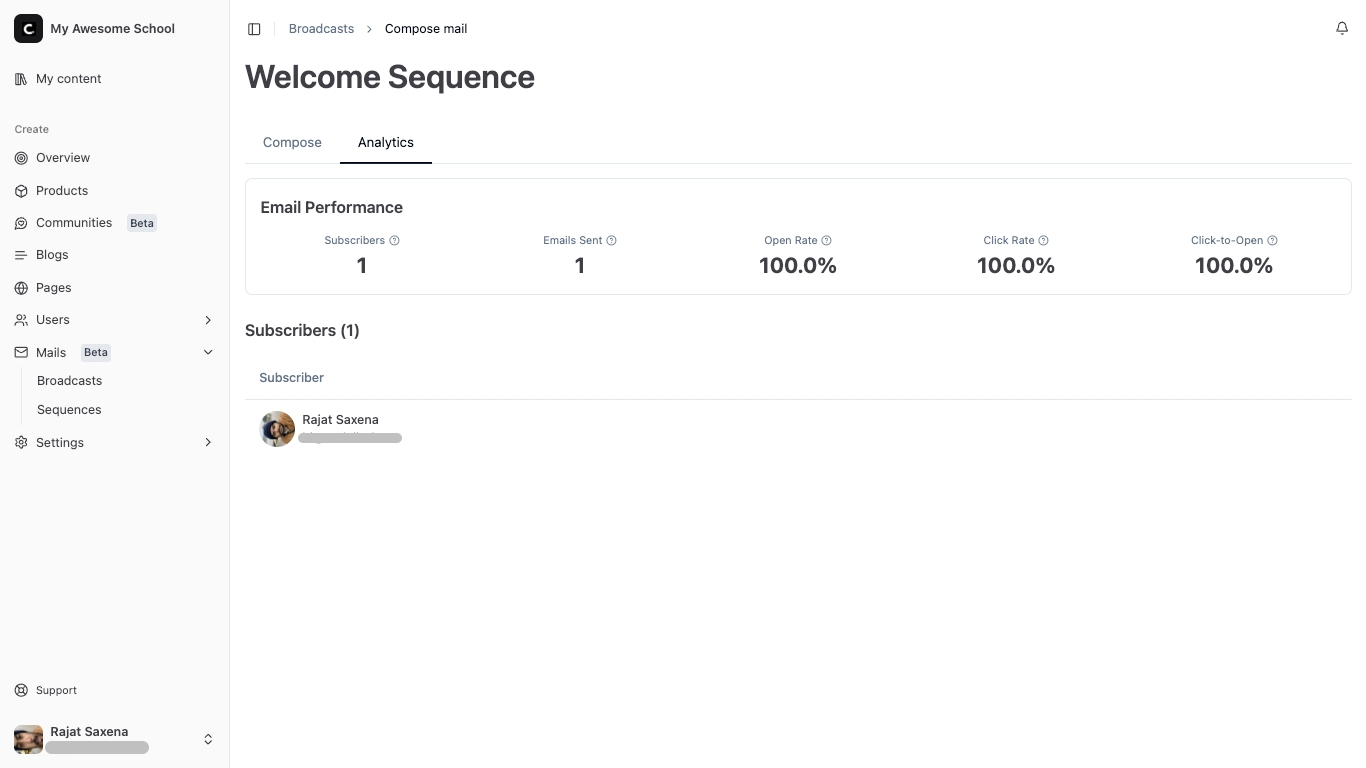 My Awesome School
My content
Create
Overview
Products
Communities Beta
Blogs
Pages
Users
Mails Beta
Broadcasts
Sequences
Settings
Support
Rajat Saxena
Broadcasts > Compose mail
Welcome Sequence
Compose Analytics
Email Performance
Subscribers Emails Sent Open Rate Click Rate Click-to-Open
1 1 100.0% 100.0% 100.0%
Subscribers (1)
Subscriber
Rajat Saxena